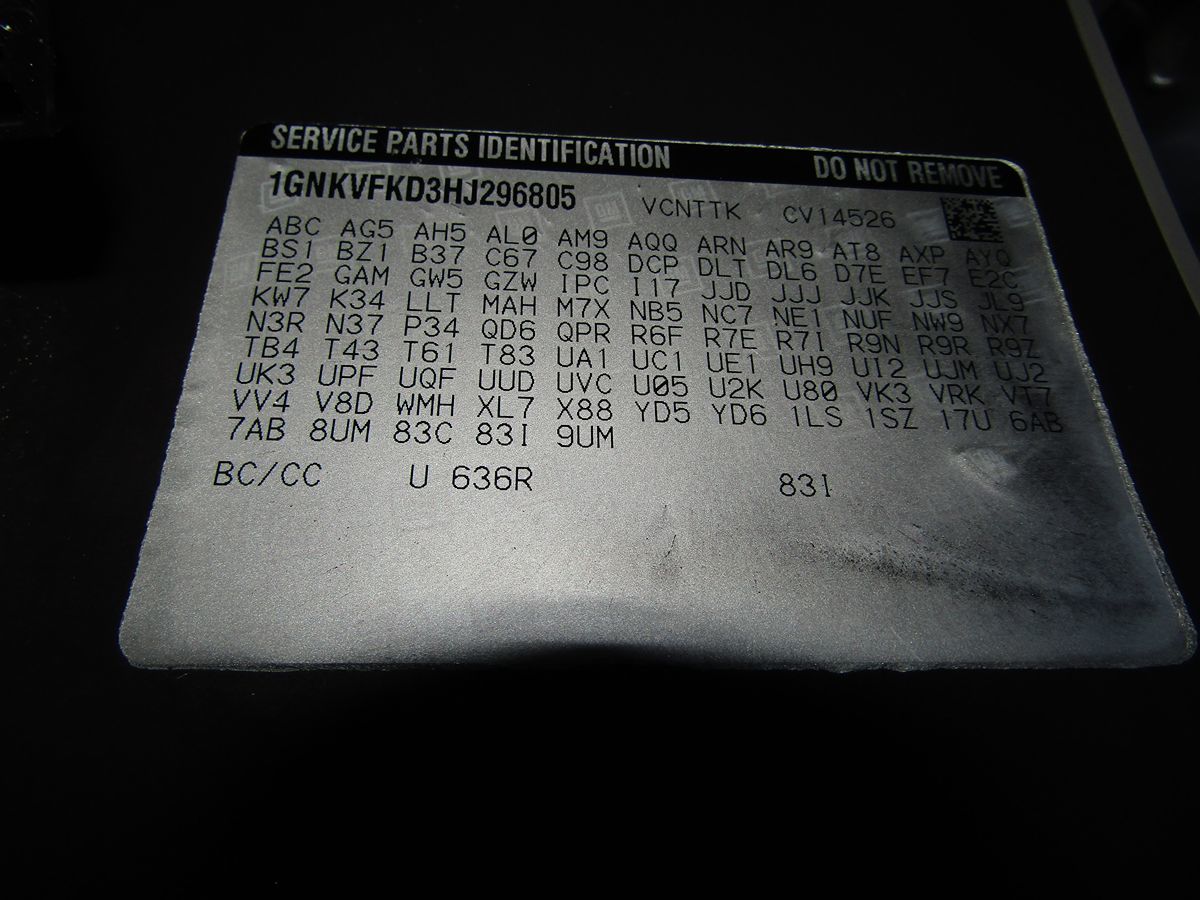 SERVICE PARTS IDENTIFICATION DO NOT REMOVE
1GNKVFKD3HJ296805 VCNTTK CV14526
ABC AG5 AH5 AL0 AM9 AQQ ARN AR9 AT8 AXP AYQ
BS1 BZ1 B37 C67 C98 DCP DLT DL6 D7E EF7 E2C
FE2 GAM GW5 GZW IPC I17 JJD JJJ JJK JJS JL9
KW7 K34 LLT MAH M7X NB5 NC7 NE1 NUF NW9 NX7
N3R N37 P34 QD6 QPR R6F R7E R7I R9N R9R R9Z
TB4 T43 T61 T83 UA1 UC1 UE1 UH9 UI2 UJM UJ2
UK3 UPF UQF UUD UVC U05 U2K U80 VK3 VRK VT7
VV4 V8D WMH XL7 X88 YD5 YD6 1LS 1SZ 17U 6AB
7AB 8UM 83C 83I 9UM
BC/CC U 636R 83I